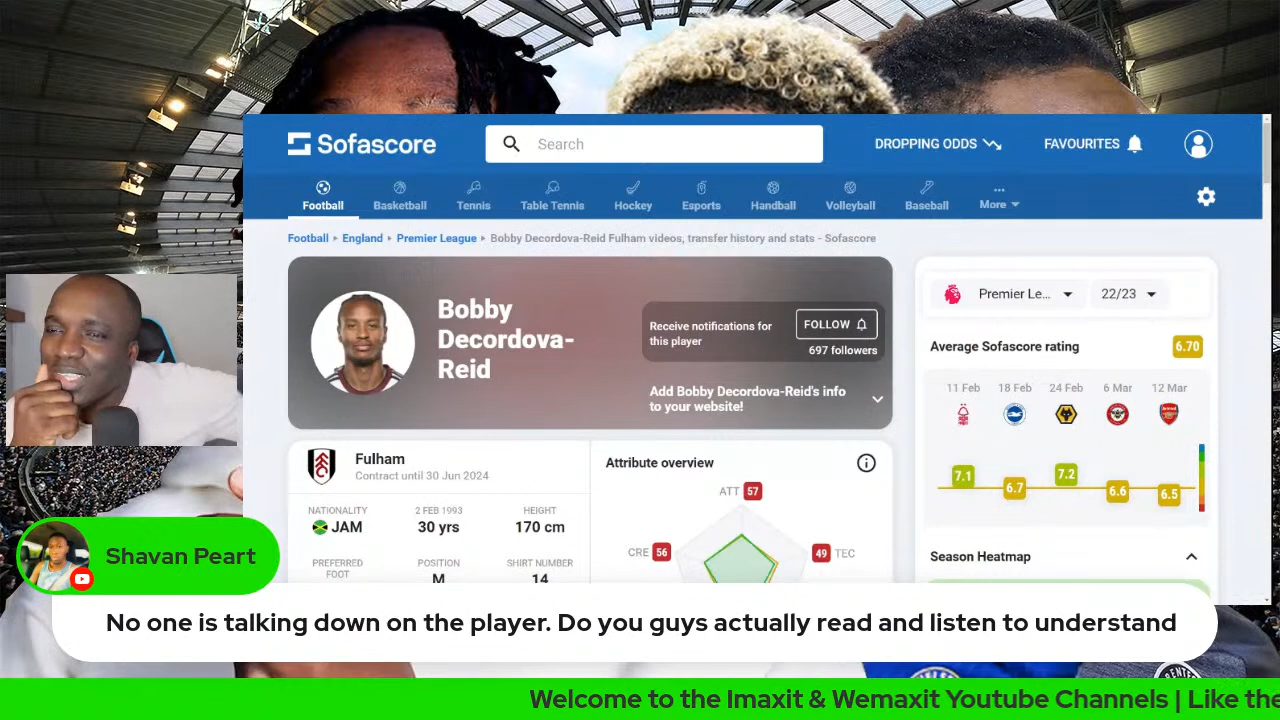 Sofascore
Search
DROPPING ODDS
FAVOURITES
Football
Basketball
Tennis
Table Tennis
Hockey
Esports
Handball
Volleyball
Baseball
More
Football England Premier League Bobby Decordova-Reid Fulham videos, transfer history and stats - Sofascore
Bobby
Decordova-
Reid
Receive notifications for
this player
FOLLOW
697 followers
Add Bobby Decordova-Reid's info
to your website!
Premier Le...
22/23
Average Sofascore rating
6.70
11 Feb
18 Feb
24 Feb
6 Mar
12 Mar
7.1
6.7
7.2
6.6
6.5
Season Heatmap
Fulham
Contract until 30 Jun 2024
NATIONALITY
JAM
2 FEB 1993
30 yrs
HEIGHT
170 cm
PREFERRED
FOOT
POSITION
M
SHIRT NUMBER
14
Attribute overview
ATT 57
CRE 56
49 TEC
Shavan Peart
No one is talking down on the player. Do you guys actually read and listen to understand
Welcome to the Imaxit & Wemaxit Youtube Channels | Like the